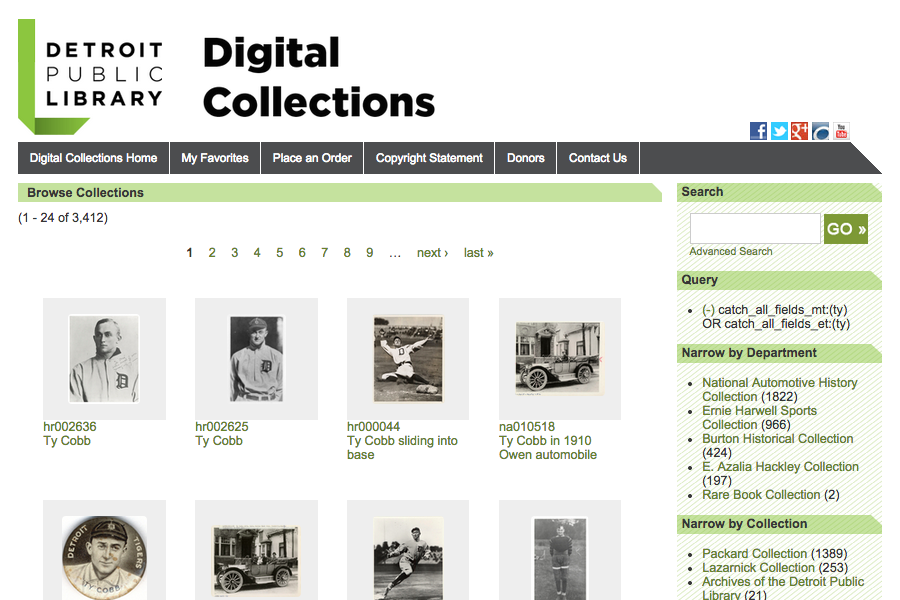 DETROIT
PUBLIC
LIBRARY
Digital
Collections
Digital Collections Home
My Favorites
Place an Order
Copyright Statement
Donors
Contact Us
Browse Collections
(1 - 24 of 3,412)
1 2 3 4 5 6 7 8 9 … next › last »
hr002636
Ty Cobb
hr002625
Ty Cobb
hr000044
Ty Cobb sliding into
base
na010518
Ty Cobb in 1910
Owen automobile
DETROIT
TIGERS
TY COBB
Search
GO »
Advanced Search
Query
(-) catch_all_fields_mt:(ty)
OR catch_all_fields_et:(ty)
Narrow by Department
National Automotive History
Collection (1822)
Ernie Harwell Sports
Collection (966)
Burton Historical Collection
(424)
E. Azalia Hackley Collection
(197)
Rare Book Collection (2)
Narrow by Collection
Packard Collection (1389)
Lazarnick Collection (253)
Archives of the Detroit Public
Library (21)